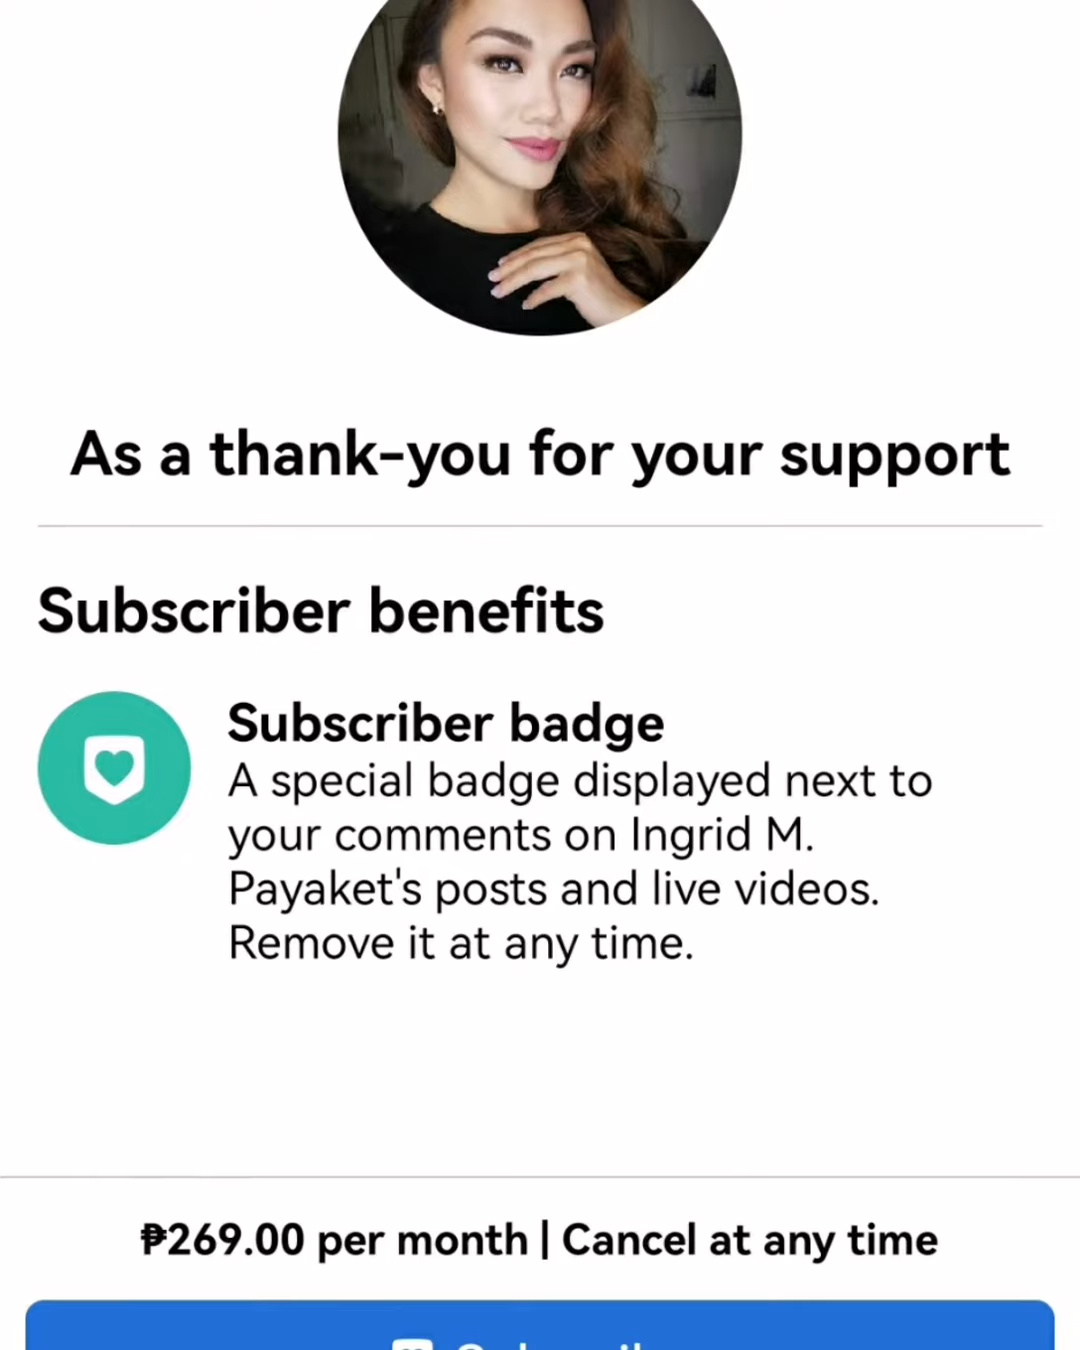 As a thank-you for your support
Subscriber benefits
Subscriber badge
A special badge displayed next to
your comments on Ingrid M.
Payaket's posts and live videos.
Remove it at any time.
₱269.00 per month | Cancel at any time